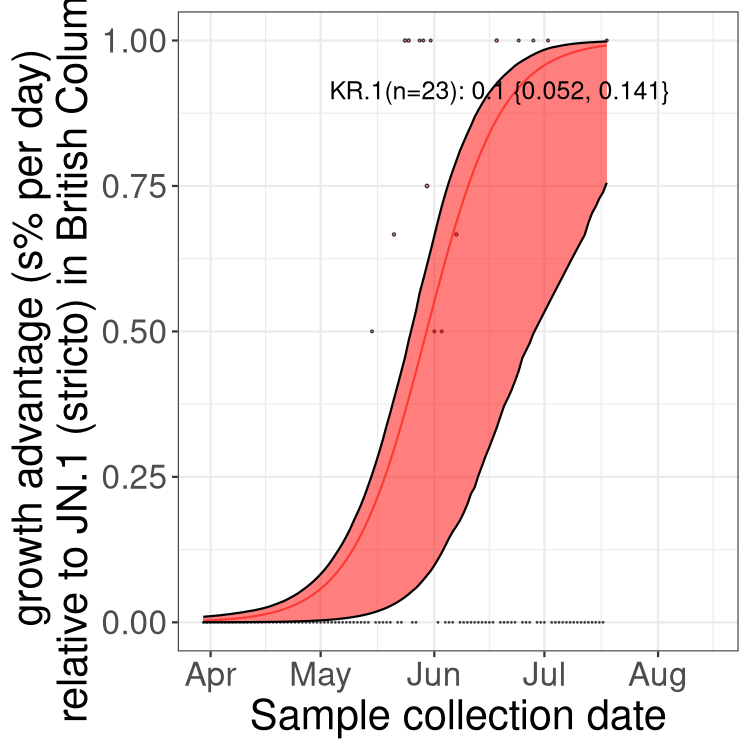 growth advantage (s% per day)
relative to JN.1 (stricto) in British Colum
1.00
0.75
0.50
0.25
0.00
KR.1(n=23): 0.1 {0.052, 0.141}
Apr May Jun Jul Aug
Sample collection date